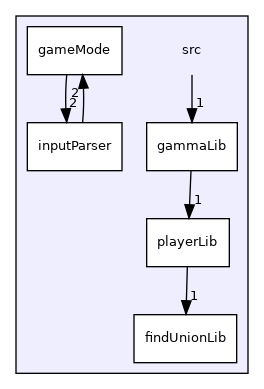 gameMode src
2
2 1
inputParser gammaLib
1
playerLib
1
findUnionLib